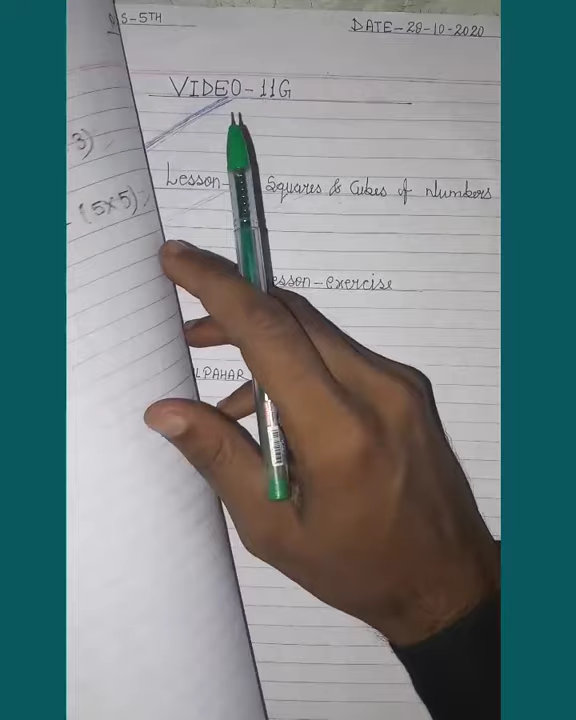 S-5TH
DATE-28-10-2020
VIDEO-11G
Lesson- Squares & Cubes of Numbers
esson-exercise
LPAHAR
3)
(5x5)